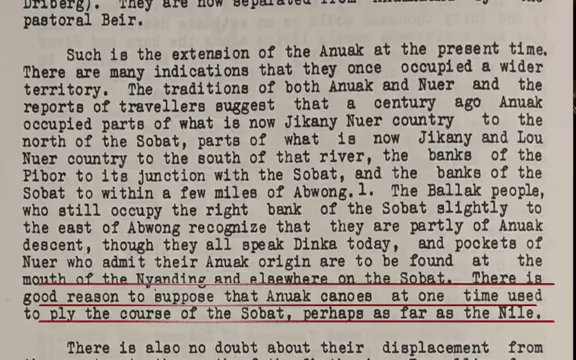 Driberg). They are now separated from
pastoral Beir.
Such is the extension of the Anuak at the present time.
There are many indications that they once occupied a wider
territory. The traditions of both Anuak and Nuer and the
reports of travellers suggest that a century ago Anuak
occupied parts of what is now Jikany Nuer country to the
north of the Sobat, parts of what is now Jikany and Lou
Nuer country to the south of that river, the banks of the
Pibor to its junction with the Sobat, and the banks of the
Sobat to within a few miles of Abwong.1. The Ballak people,
who still occupy the right bank of the Sobat slightly to
the east of Abwong recognize that they are partly of Anuak
descent, though they all speak Dinka today, and pockets of
Nuer who admit their Anuak origin are to be found at the
mouth of the Nyanding and elsewhere on the Sobat. There is
good reason to suppose that Anuak canoes at one time used
to ply the course of the Sobat, perhaps as far as the Nile.
There is also no doubt about their displacement from